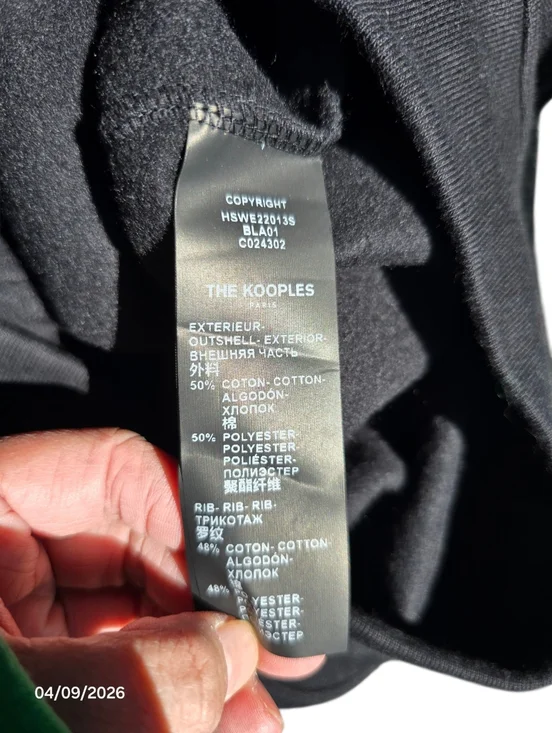 COPYRIGHT
HSWE22013S
BLA01
C024302
THE KOOPLES
PARIS
EXTERIEUR-
OUTSHELL- EXTERIOR-
ВНЕШНЯЯ ЧАСТЬ
外料
50% COTON- COTTON-
ALGODÓN-
ХЛОПОК
棉
50% POLYESTER-
POLYESTER-
POLIÉSTER-
ПОЛИЭСТЕР
聚酯纤维
RIB- RIB- RIB-
ТРИКОТАЖ
罗纹
48% COTON- COTTON-
ALGODÓN-
ХЛОПОК
48%
04/09/2026